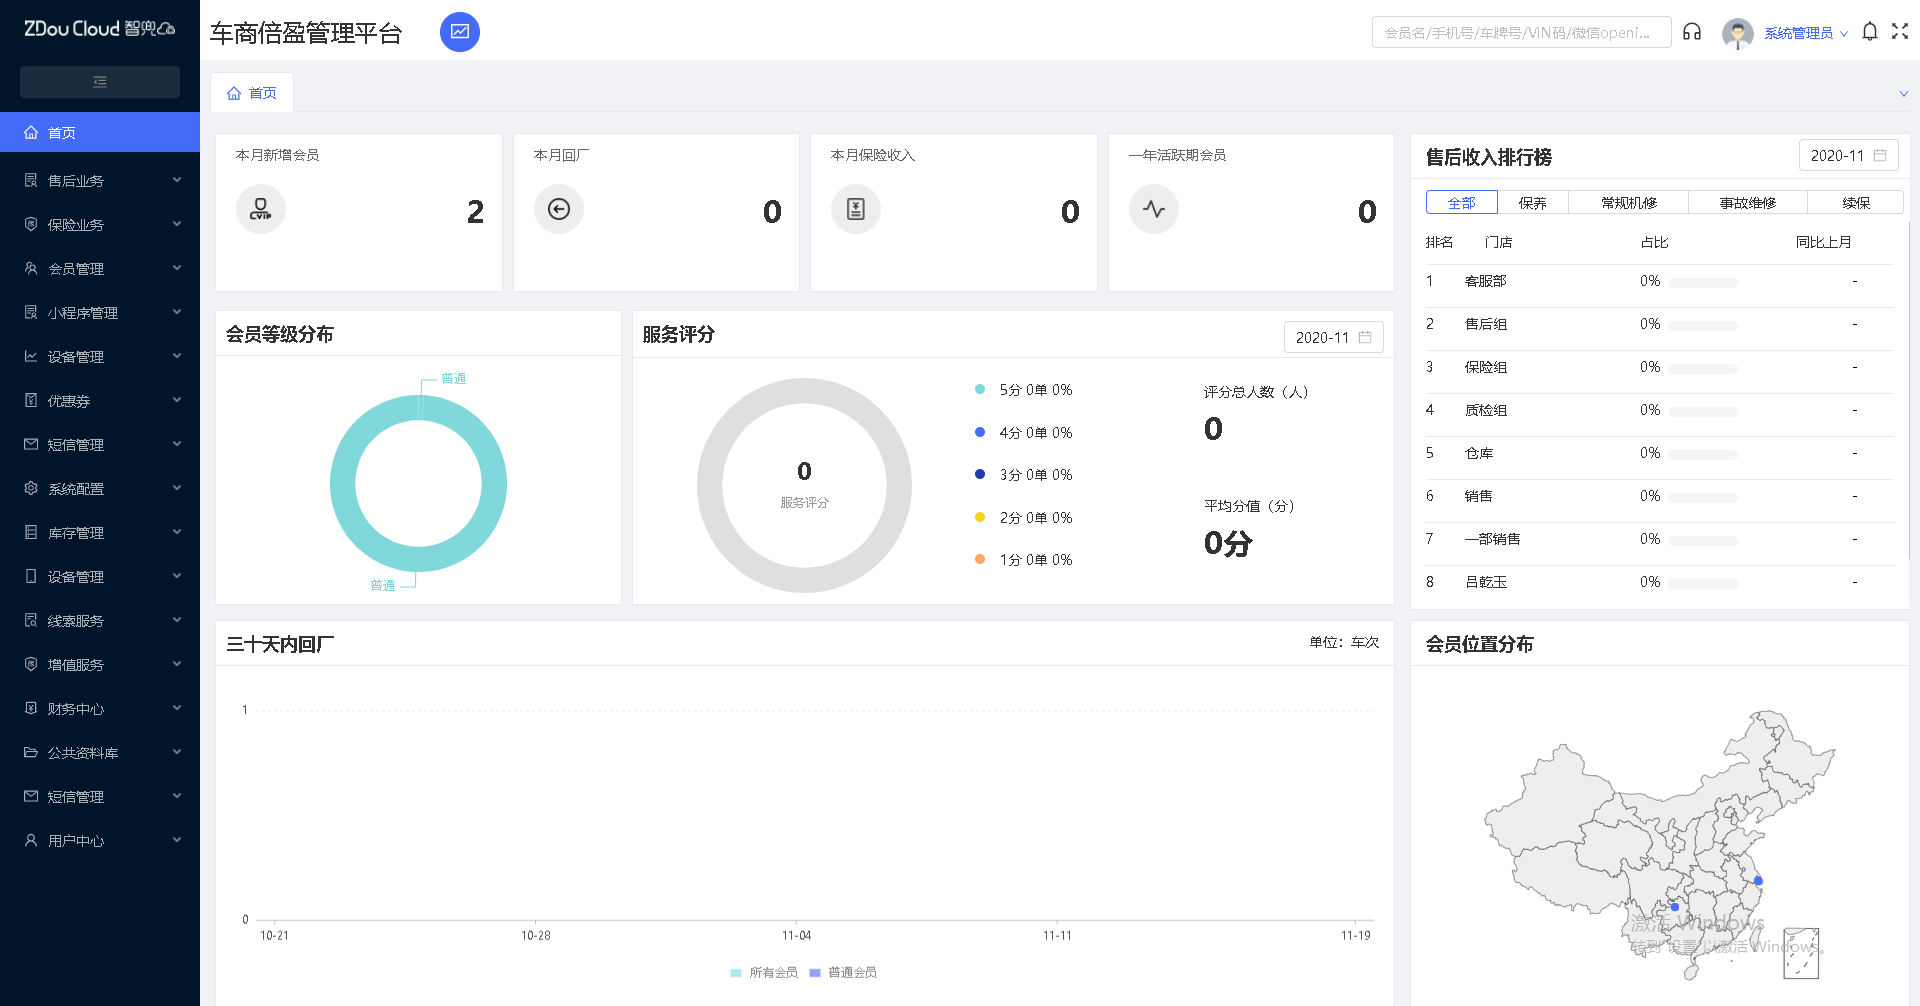 ZDou Cloud 智兜
车商倍盈管理平台
会员名/手机号/车牌号/VIN码/微信openi...
系统管理员
首页
售后业务
保险业务
会员管理
小程序管理
设备管理
优惠券
短信管理
系统配置
库存管理
设备管理
线索服务
增值服务
财务中心
公共资料库
短信管理
用户中心
首页
本月新增会员
CVIP
2
本月回厂
0
本月保险收入
0
一年活跃期会员
0
会员等级分布
普通
普通
服务评分
2020-11
0
服务评分
5分 0单 0%
4分 0单 0%
3分 0单 0%
2分 0单 0%
1分 0单 0%
评分总人数（人）
0
平均分值（分）
0分
售后收入排行榜
2020-11
全部 保养 常规机修 事故维修 续保
排名 门店 占比 同比上月
1 客服部 0% -
2 售后组 0% -
3 保险组 0% -
4 质检组 0% -
5 仓库 0% -
6 销售 0% -
7 一部销售 0% -
8 吕乾玉 0% -
三十天内回厂
单位：车次
1
0
10-21 10-28 11-04 11-11 11-19
所有会员 普通会员
会员位置分布
激活 Windows
转到"设置"以激活 Windows。